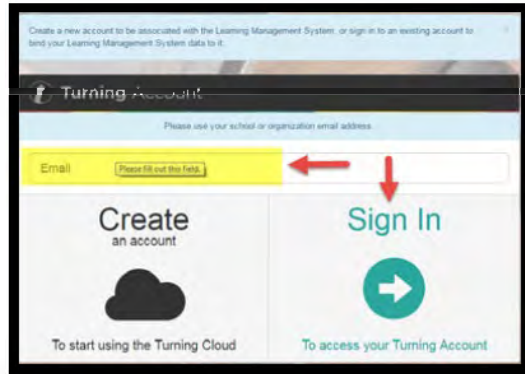 Create a new account to be associated with the Learning Management System, or sign in to an existing account to
bind your Learning Management System data to it.
Turning Account
Please use your school or organization email address
Email
Please fill out this field.
Create
an account
Sign In
To start using the Turning Cloud
To access your Turning Account